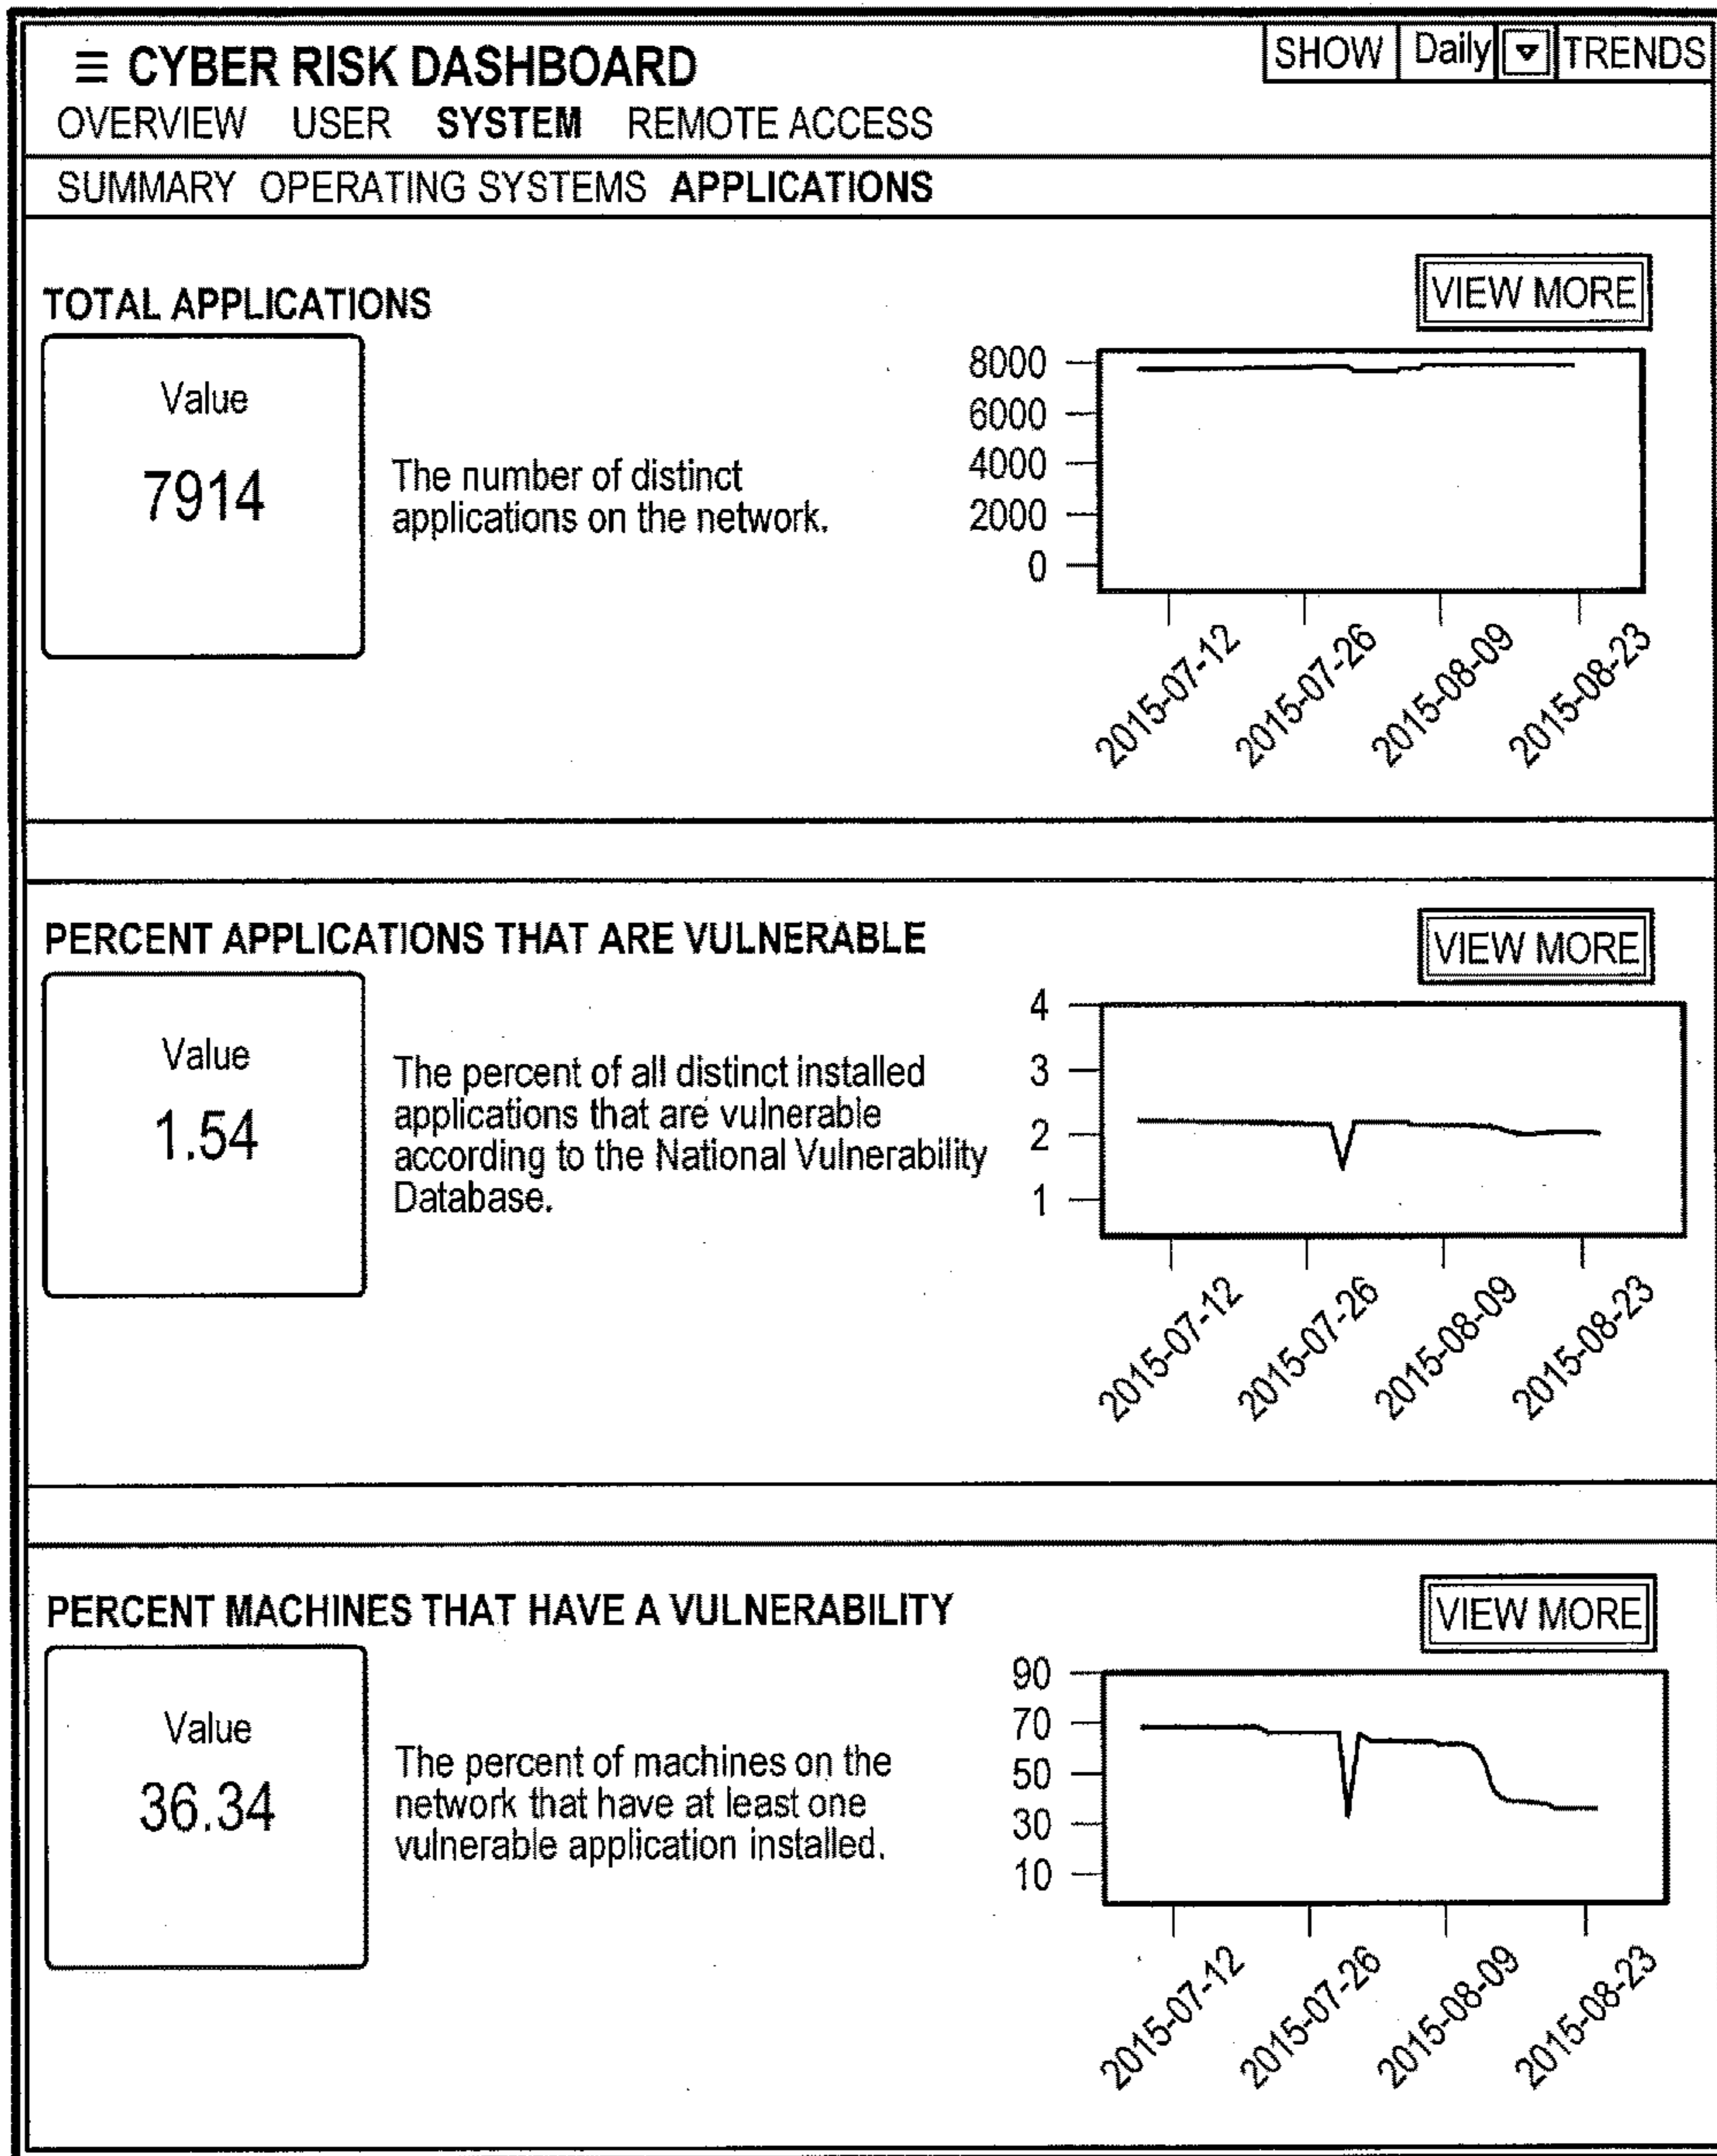 ≡ CYBER RISK DASHBOARD
SHOW Daily TRENDS
OVERVIEW USER SYSTEM REMOTE ACCESS
SUMMARY OPERATING SYSTEMS APPLICATIONS
TOTAL APPLICATIONS
VIEW MORE
Value
7914
The number of distinct
applications on the network.
8000
6000
4000
2000
0
2015-07-12
2015-07-26
2015-08-09
2015-08-23
PERCENT APPLICATIONS THAT ARE VULNERABLE
VIEW MORE
Value
1.54
The percent of all distinct installed
applications that are vulnerable
according to the National Vulnerability
Database.
4
3
2
1
2015-07-12
2015-07-26
2015-08-09
2015-08-23
PERCENT MACHINES THAT HAVE A VULNERABILITY
VIEW MORE
Value
36.34
The percent of machines on the
network that have at least one
vulnerable application installed.
90
70
50
30
10
2015-07-12
2015-07-26
2015-08-09
2015-08-23